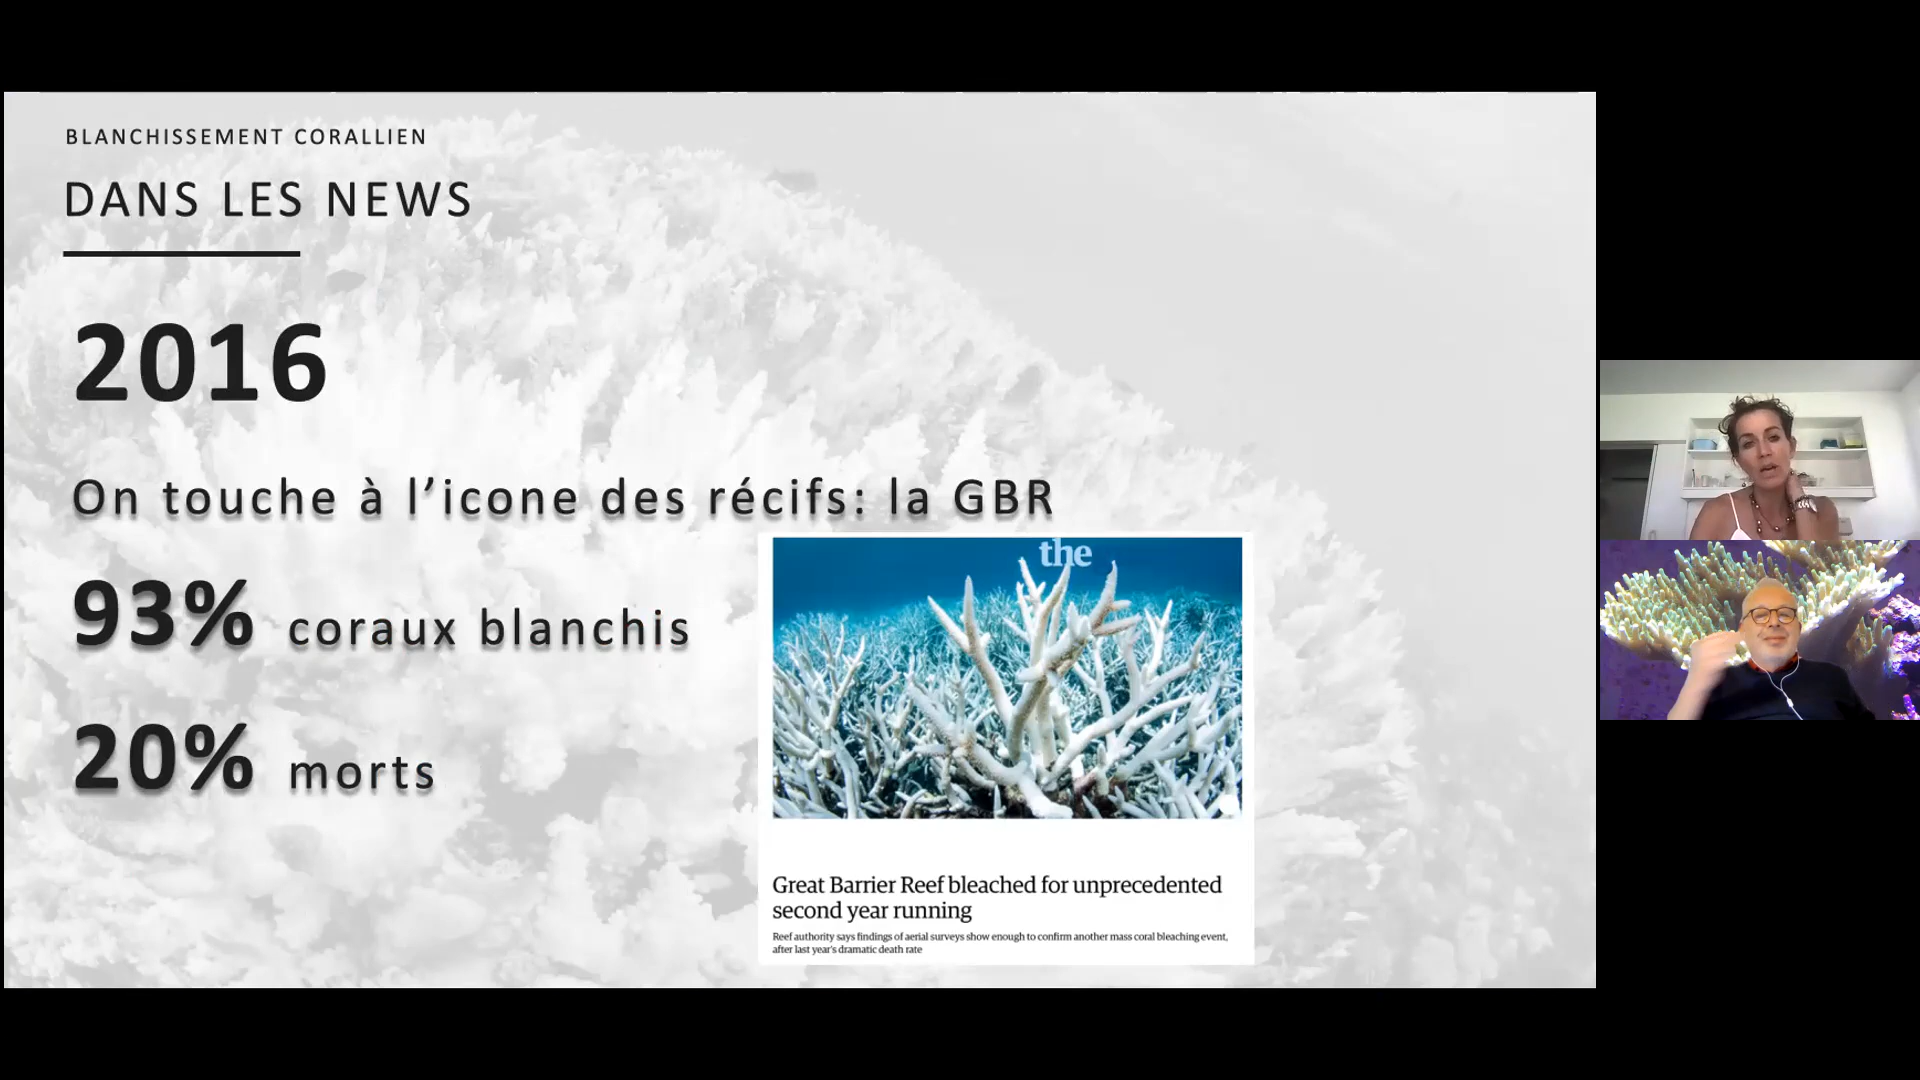 BLANCHISSEMENT CORALLIEN
DANS LES NEWS
2016
On touche à l’icone des récifs: la GBR
93% coraux blanchis
20% morts
the
Great Barrier Reef bleached for unprecedented
second year running
Reef authority says findings of aerial surveys show enough to confirm another mass coral bleaching event,
after last year's dramatic death rate